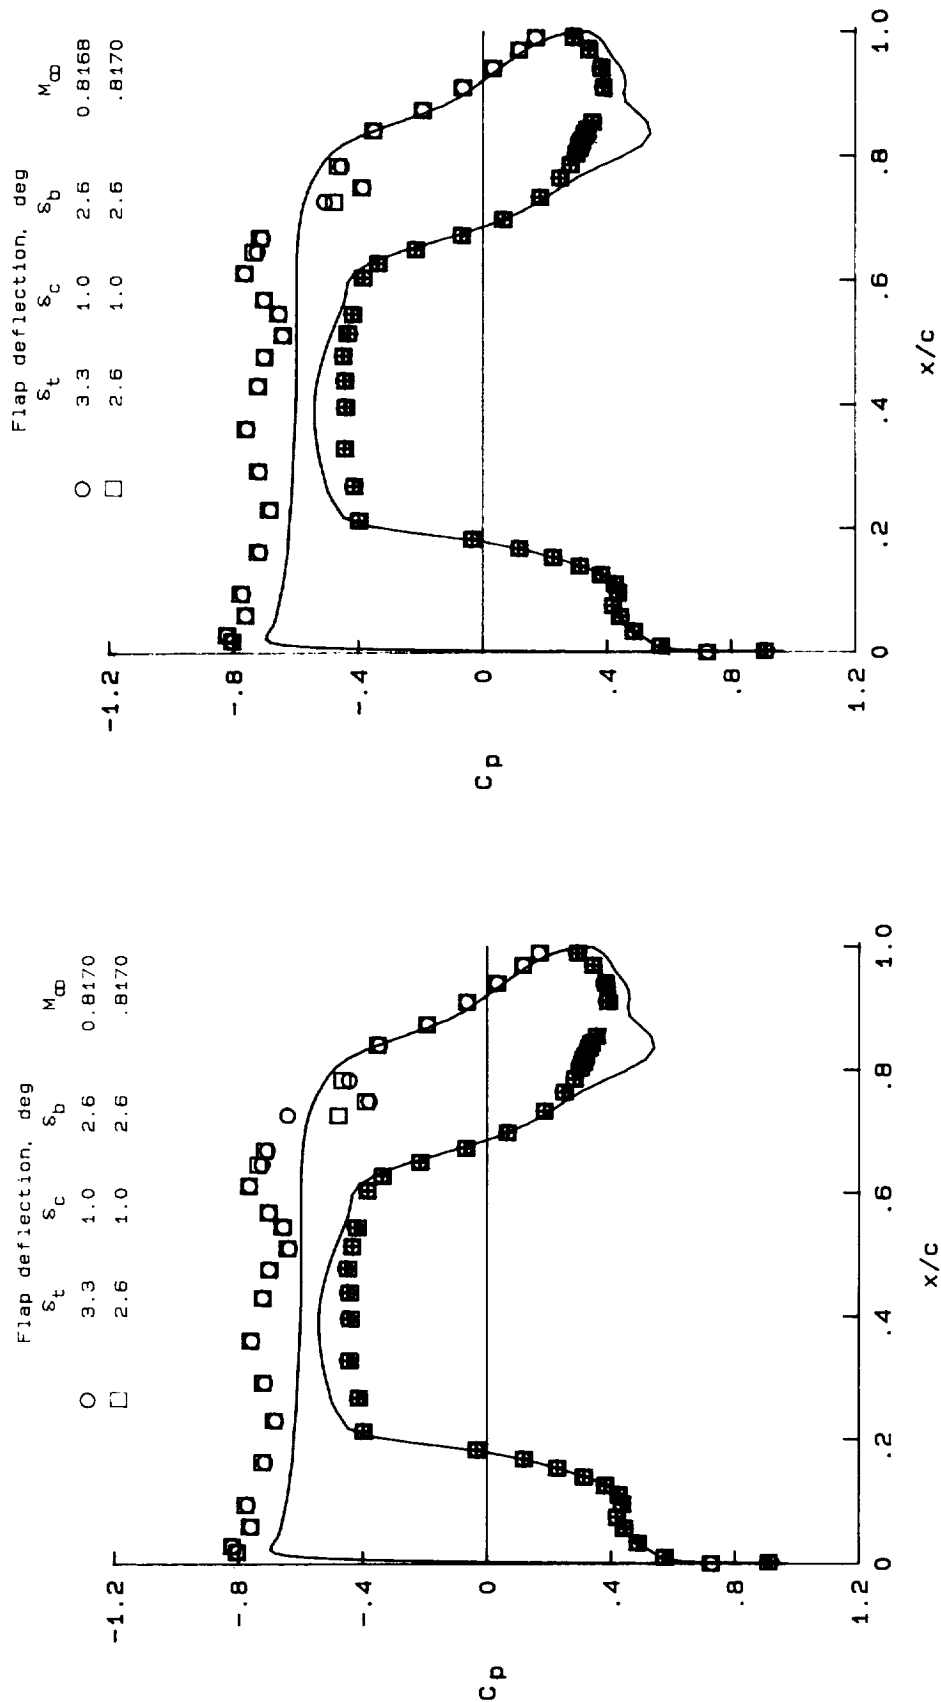 Flap deflection, deg
δt δc δb M∞
○ 3.3 1.0 2.6 0.8170
□ 2.6 1.0 2.6 .8170
-1.2
-.8
-.4
0
.4
.8
1.2
Cp
0 .2 .4 .6 .8 1.0
x/c
Flap deflection, deg
δt δc δb M∞
○ 3.3 1.0 2.6 0.8168
□ 2.6 1.0 2.6 .8170
-1.2
-.8
-.4
0
.4
.8
1.2
Cp
0 .2 .4 .6 .8 1.0
x/c